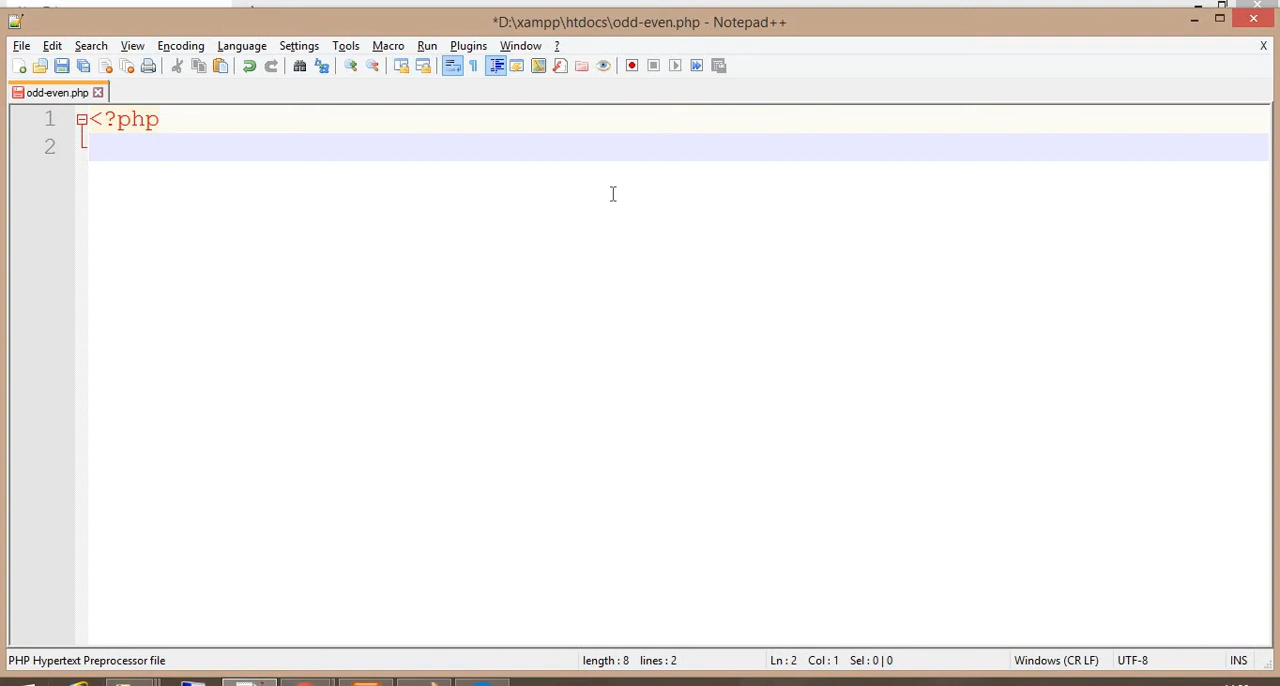 *D:\xampp\htdocs\odd-even.php - Notepad++
File Edit Search View Encoding Language Settings Tools Macro Run Plugins Window ? X
odd-even.php
1 <?php
2
PHP Hypertext Preprocessor file length : 8 lines : 2 Ln : 2 Col : 1 Sel : 0 | 0 Windows (CR LF) UTF-8 INS